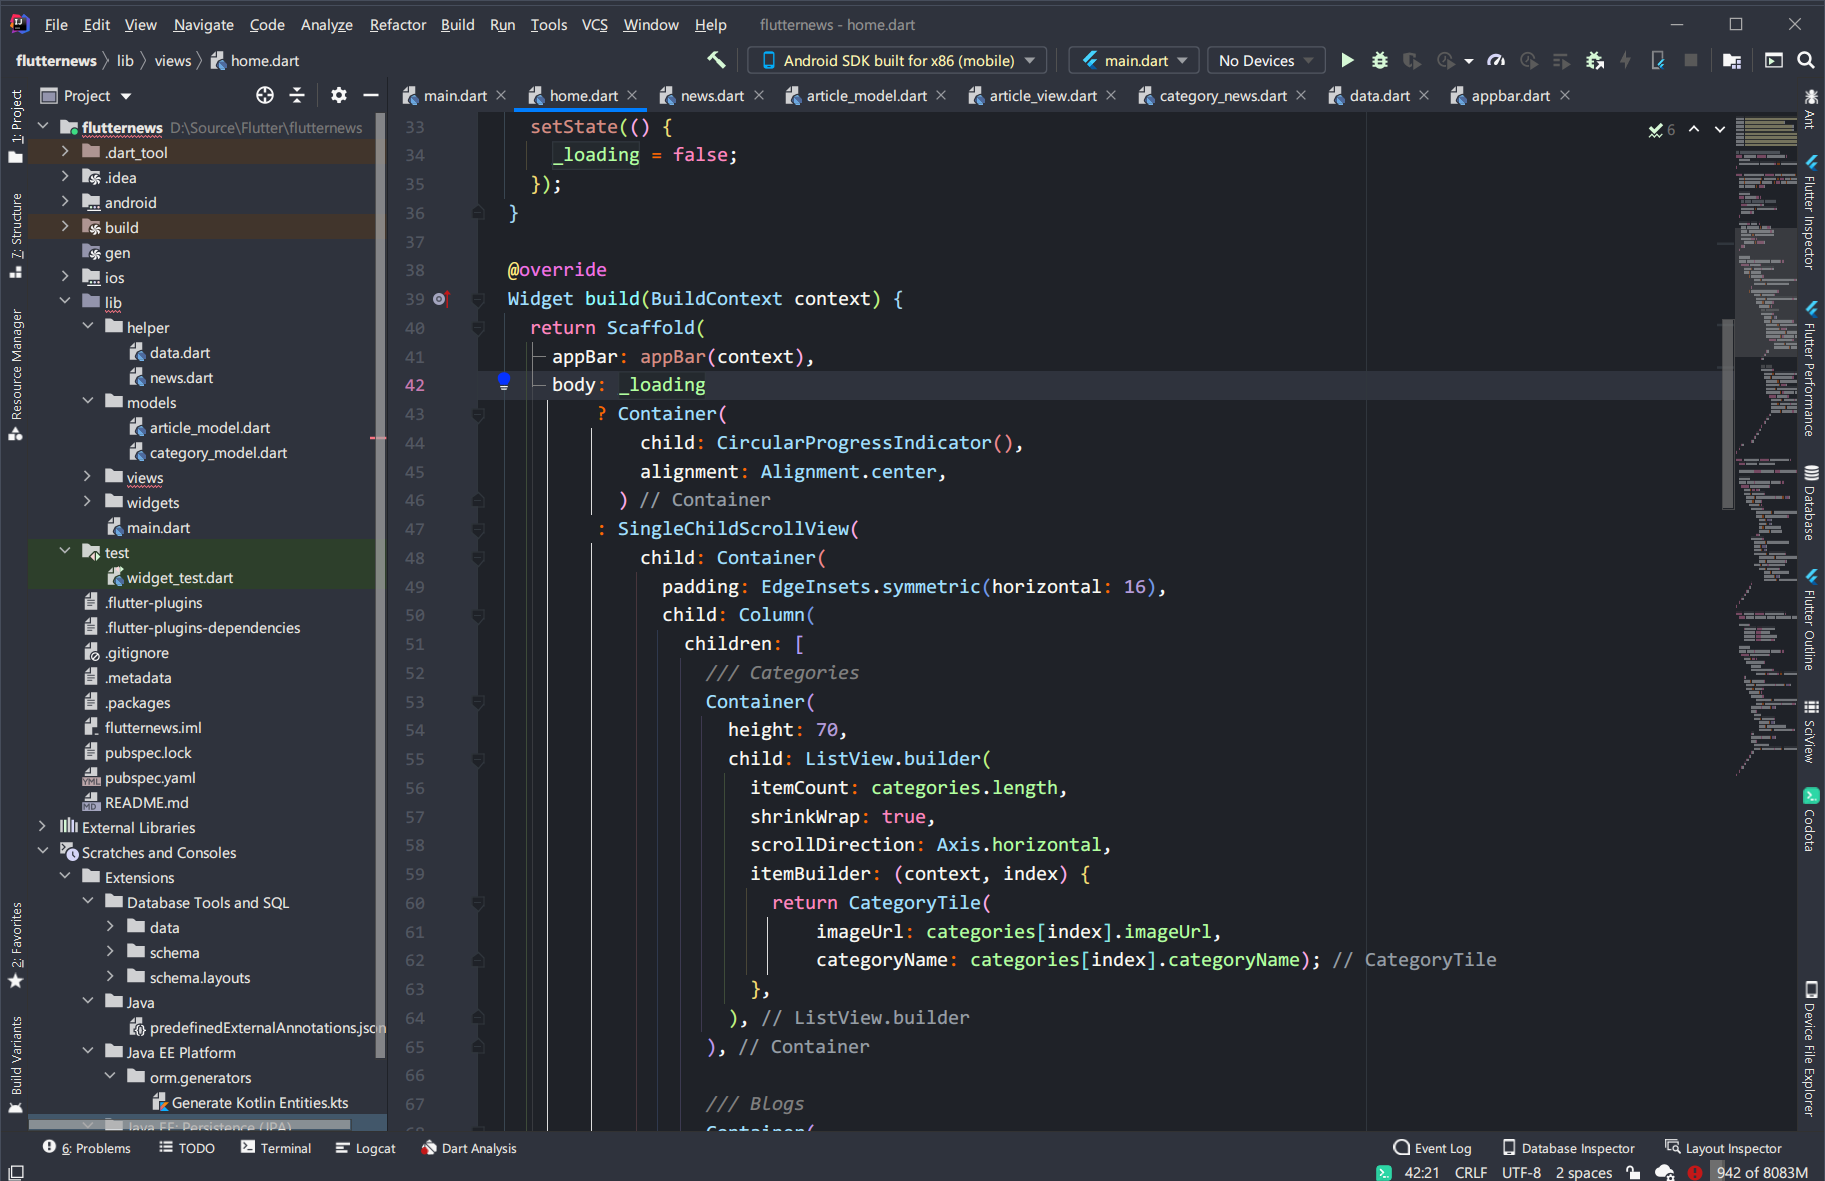 File Edit View Navigate Code Analyze Refactor Build Run Tools VCS Window Help flutternews - home.dart
flutternews lib views home.dart Android SDK built for x86 (mobile) main.dart No Devices
Project main.dart home.dart news.dart article_model.dart article_view.dart category_news.dart data.dart appbar.dart
1: Project
7: Structure
Resource Manager
2: Favorites
Build Variants
flutternews D:\Source\Flutter\flutternews
.dart_tool
.idea
android
build
gen
ios
lib
helper
data.dart
news.dart
models
article_model.dart
category_model.dart
views
widgets
main.dart
test
widget_test.dart
.flutter-plugins
.flutter-plugins-dependencies
.gitignore
.metadata
.packages
flutternews.iml
pubspec.lock
pubspec.yaml
README.md
External Libraries
Scratches and Consoles
Extensions
Database Tools and SQL
data
schema
schema.layouts
Java
predefinedExternalAnnotations.json
Java EE Platform
orm.generators
Generate Kotlin Entities.kts
Java EE: Persistence (JPA)
33 setState(() {
34 _loading = false;
35 });
36 }
37
38 @override
39 Widget build(BuildContext context) {
40 return Scaffold(
41 appBar: appBar(context),
42 body: _loading
43 ? Container(
44 child: CircularProgressIndicator(),
45 alignment: Alignment.center,
46 ) // Container
47 : SingleChildScrollView(
48 child: Container(
49 padding: EdgeInsets.symmetric(horizontal: 16),
50 child: Column(
51 children: [
52 /// Categories
53 Container(
54 height: 70,
55 child: ListView.builder(
56 itemCount: categories.length,
57 shrinkWrap: true,
58 scrollDirection: Axis.horizontal,
59 itemBuilder: (context, index) {
60 return CategoryTile(
61 imageUrl: categories[index].imageUrl,
62 categoryName: categories[index].categoryName); // CategoryTile
63 },
64 ), // ListView.builder
65 ), // Container
66
67 /// Blogs
Container(
6
Ant
Flutter Inspector
Flutter Performance
Database
Flutter Outline
SciView
Codota
Device File Explorer
6: Problems TODO Terminal Logcat Dart Analysis Event Log Database Inspector Layout Inspector
42:21 CRLF UTF-8 2 spaces 942 of 8083M